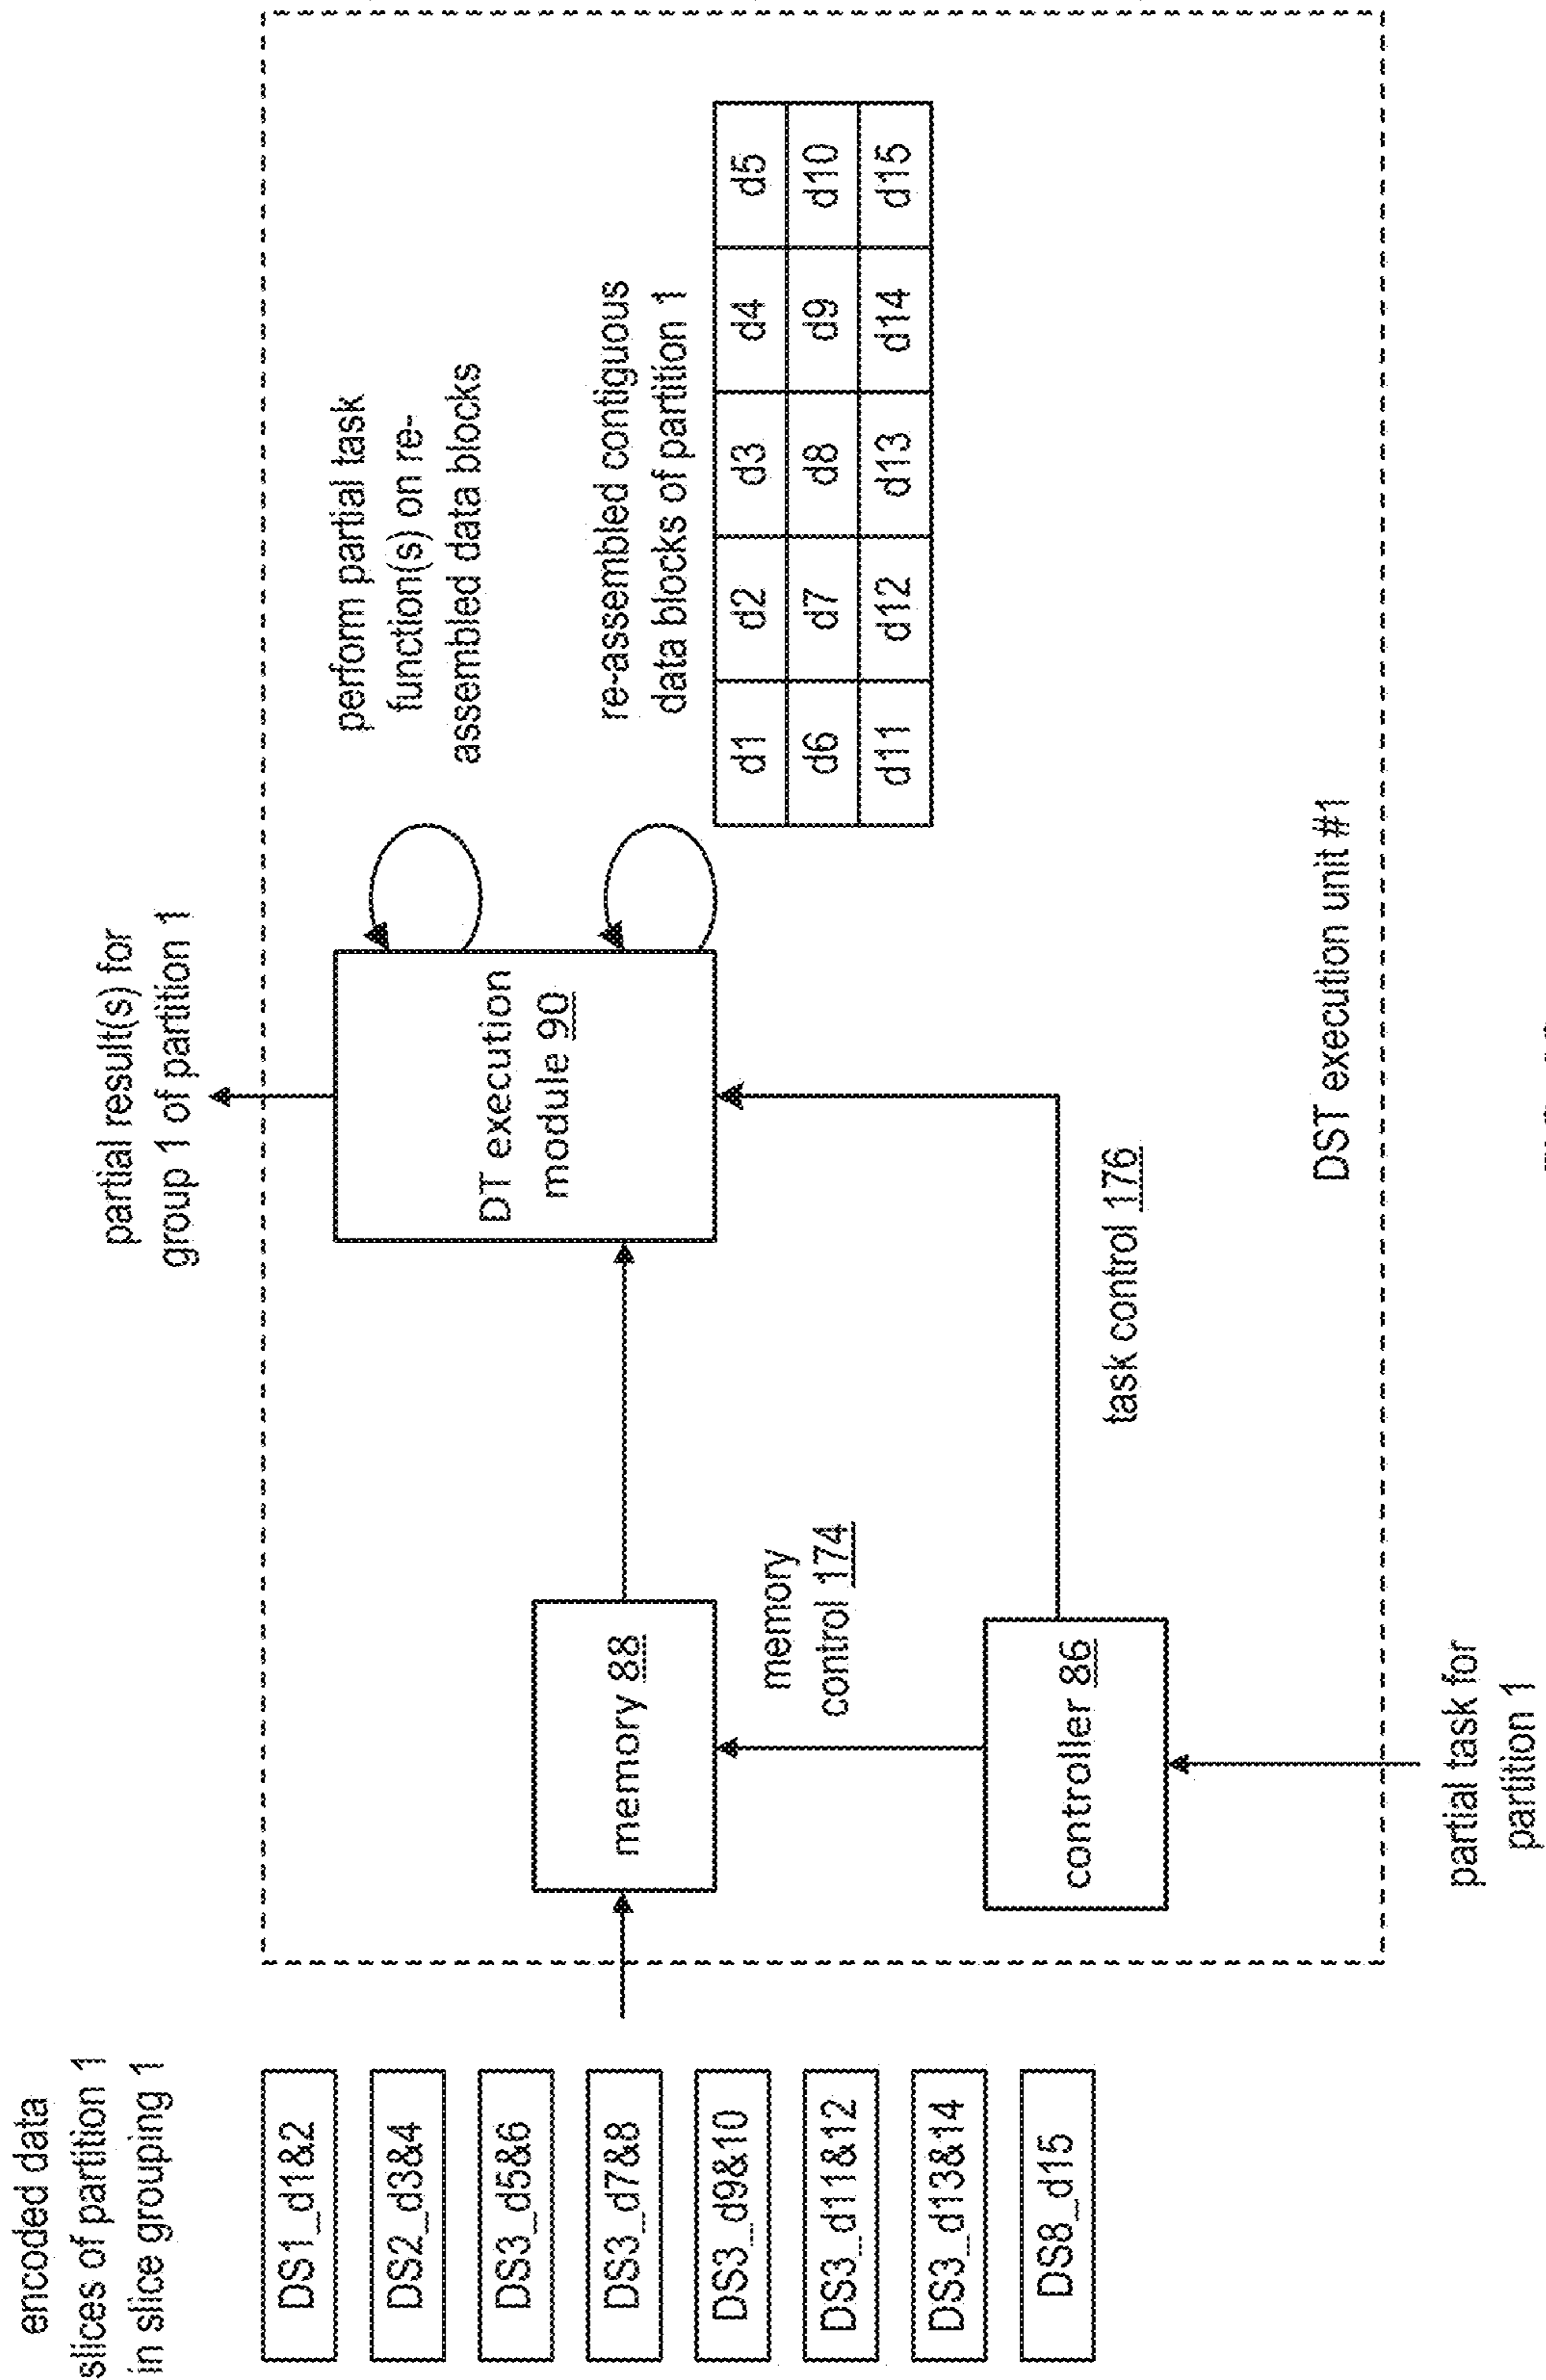 encoded data
slices of partition 1
in slice grouping 1
DS1_d1&2
DS2_d3&4
DS3_d5&6
DS3_d7&8
DS3_d9&10
DS3_d11&12
DS3_d13&14
DS8_d15
partial result(s) for
group 1 of partition 1
memory 88
memory
control 174
controller 86
partial task for
partition 1
DT execution
module 90
task control 176
perform partial task
function(s) on re-
assembled data blocks
re-assembled contiguous
data blocks of partition 1
d1 d2 d3 d4 d5
d6 d7 d8 d9 d10
d11 d12 d13 d14 d15
DST execution unit #1